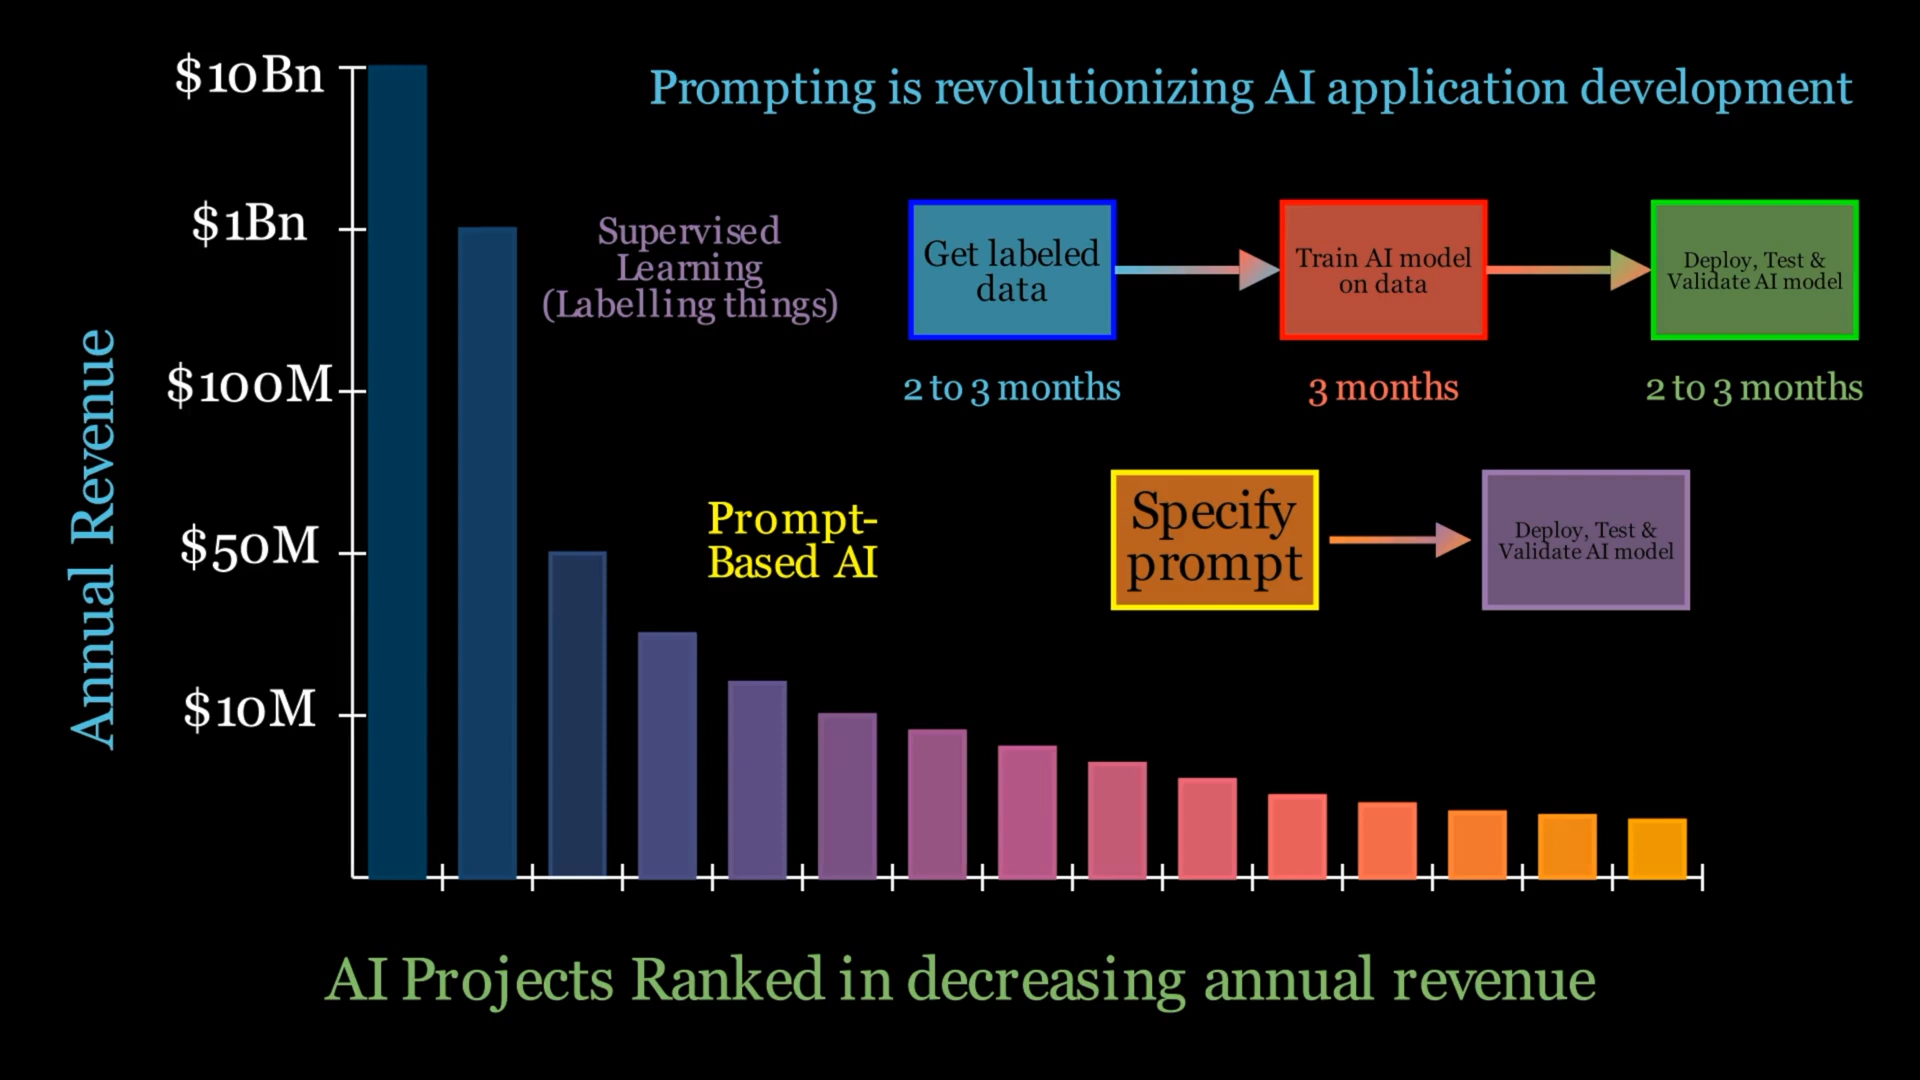 Prompting is revolutionizing AI application development
$10Bn
$1Bn
$100M
$50M
$10M
Annual Revenue
Supervised
Learning
(Labelling things)
Get labeled
data
Train AI model
on data
Deploy, Test &
Validate AI model
2 to 3 months
3 months
2 to 3 months
Prompt-
Based AI
Specify
prompt
Deploy, Test &
Validate AI model
AI Projects Ranked in decreasing annual revenue